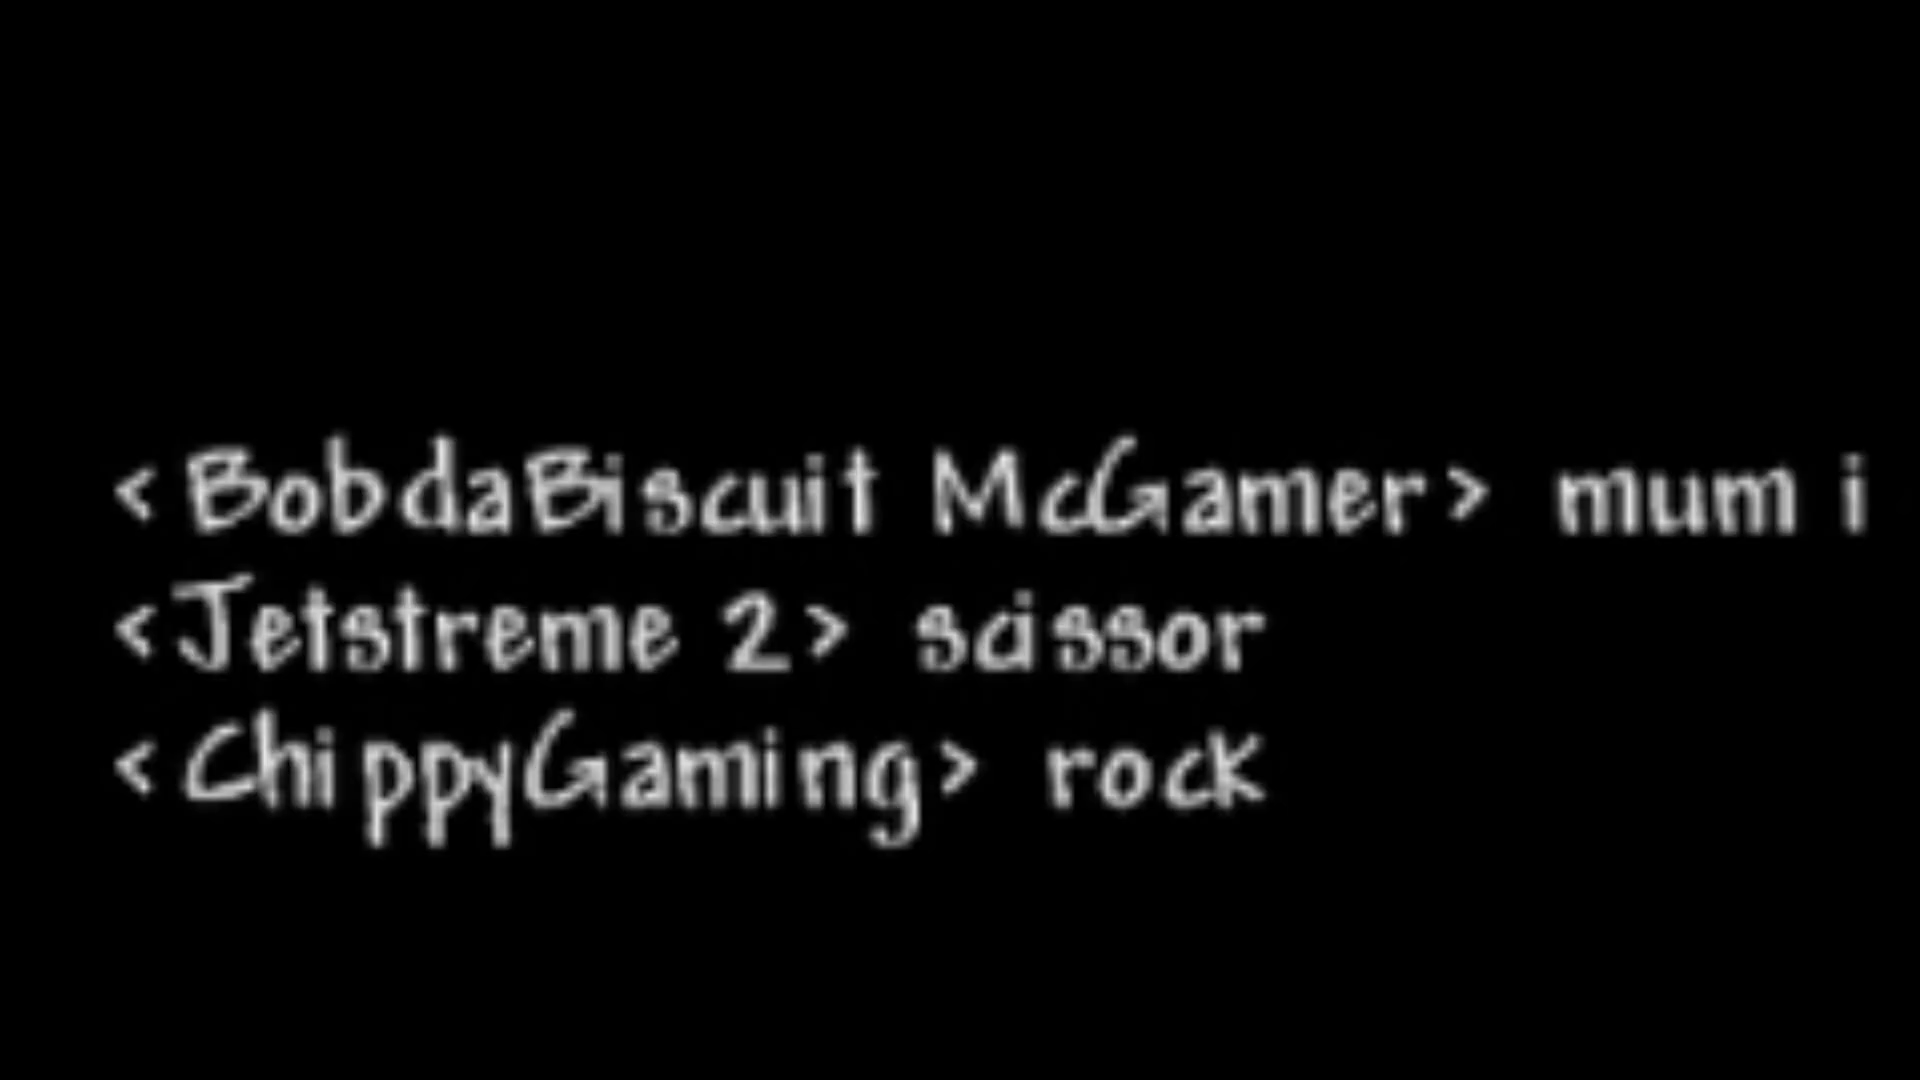 <BobdaBiscuit McGamer> mum i
<Jetstreme 2> scissor
<ChippyGaming> rock